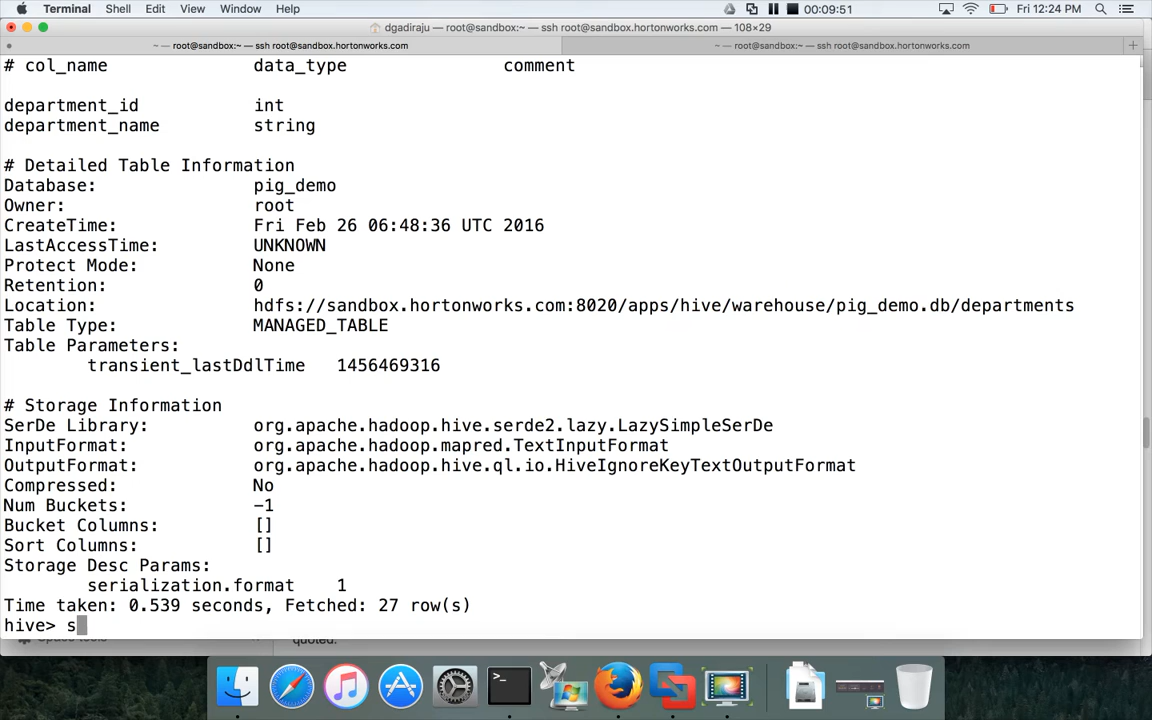 Terminal Shell Edit View Window Help 00:09:51 Fri 12:24 PM
dgadiraju — root@sandbox:~ — ssh root@sandbox.hortonworks.com — 108×29
~ — root@sandbox:~ — ssh root@sandbox.hortonworks.com ~ — root@sandbox:~ — ssh root@sandbox.hortonworks.com +
# col_name data_type comment
department_id int
department_name string
# Detailed Table Information
Database: pig_demo
Owner: root
CreateTime: Fri Feb 26 06:48:36 UTC 2016
LastAccessTime: UNKNOWN
Protect Mode: None
Retention: 0
Location: hdfs://sandbox.hortonworks.com:8020/apps/hive/warehouse/pig_demo.db/departments
Table Type: MANAGED_TABLE
Table Parameters:
transient_lastDdlTime 1456469316
# Storage Information
SerDe Library: org.apache.hadoop.hive.serde2.lazy.LazySimpleSerDe
InputFormat: org.apache.hadoop.mapred.TextInputFormat
OutputFormat: org.apache.hadoop.hive.ql.io.HiveIgnoreKeyTextOutputFormat
Compressed: No
Num Buckets: -1
Bucket Columns: []
Sort Columns: []
Storage Desc Params:
serialization.format 1
Time taken: 0.539 seconds, Fetched: 27 row(s)
hive> s
Space tools quoted.